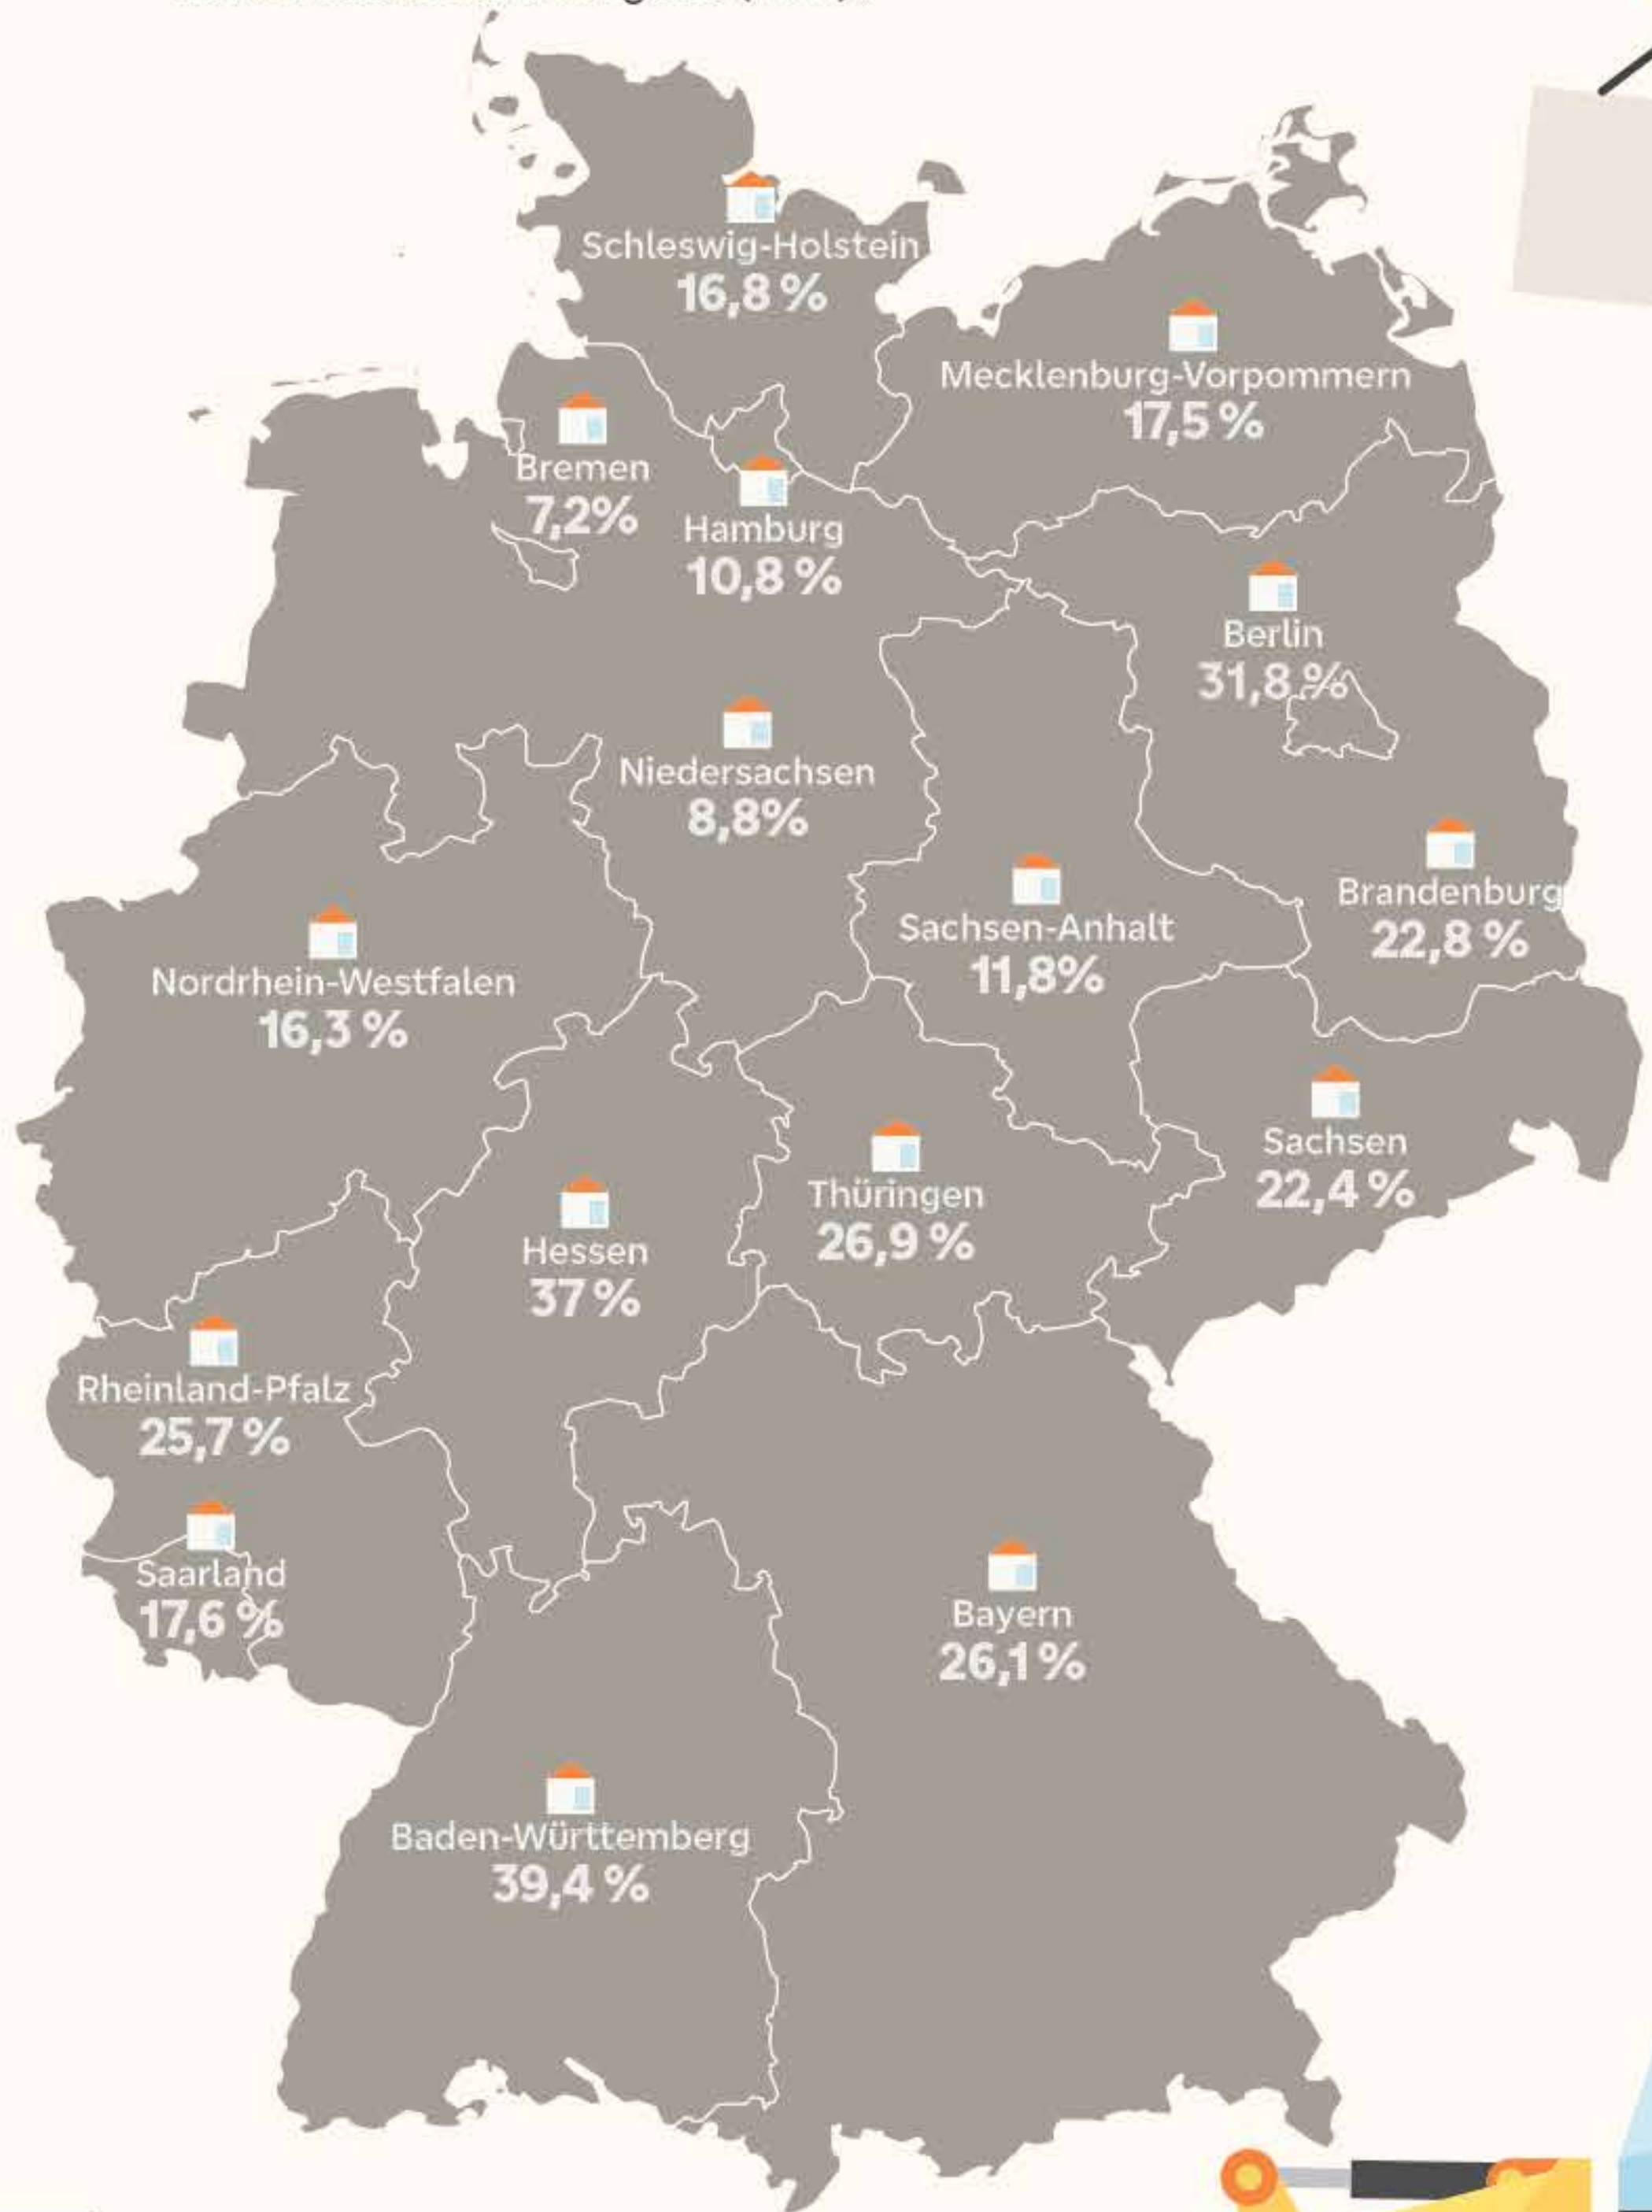 Schleswig-Holstein
16,8 %
Mecklenburg-Vorpommern
17,5 %
Bremen
7,2%
Hamburg
10,8 %
Berlin
31,8 %
Niedersachsen
8,8%
Brandenburg
22,8 %
Sachsen-Anhalt
11,8%
Nordrhein-Westfalen
16,3 %
Sachsen
22,4 %
Thüringen
26,9 %
Hessen
37 %
Rheinland-Pfalz
25,7 %
Saarland
17,6 %
Bayern
26,1 %
Baden-Württemberg
39,4 %